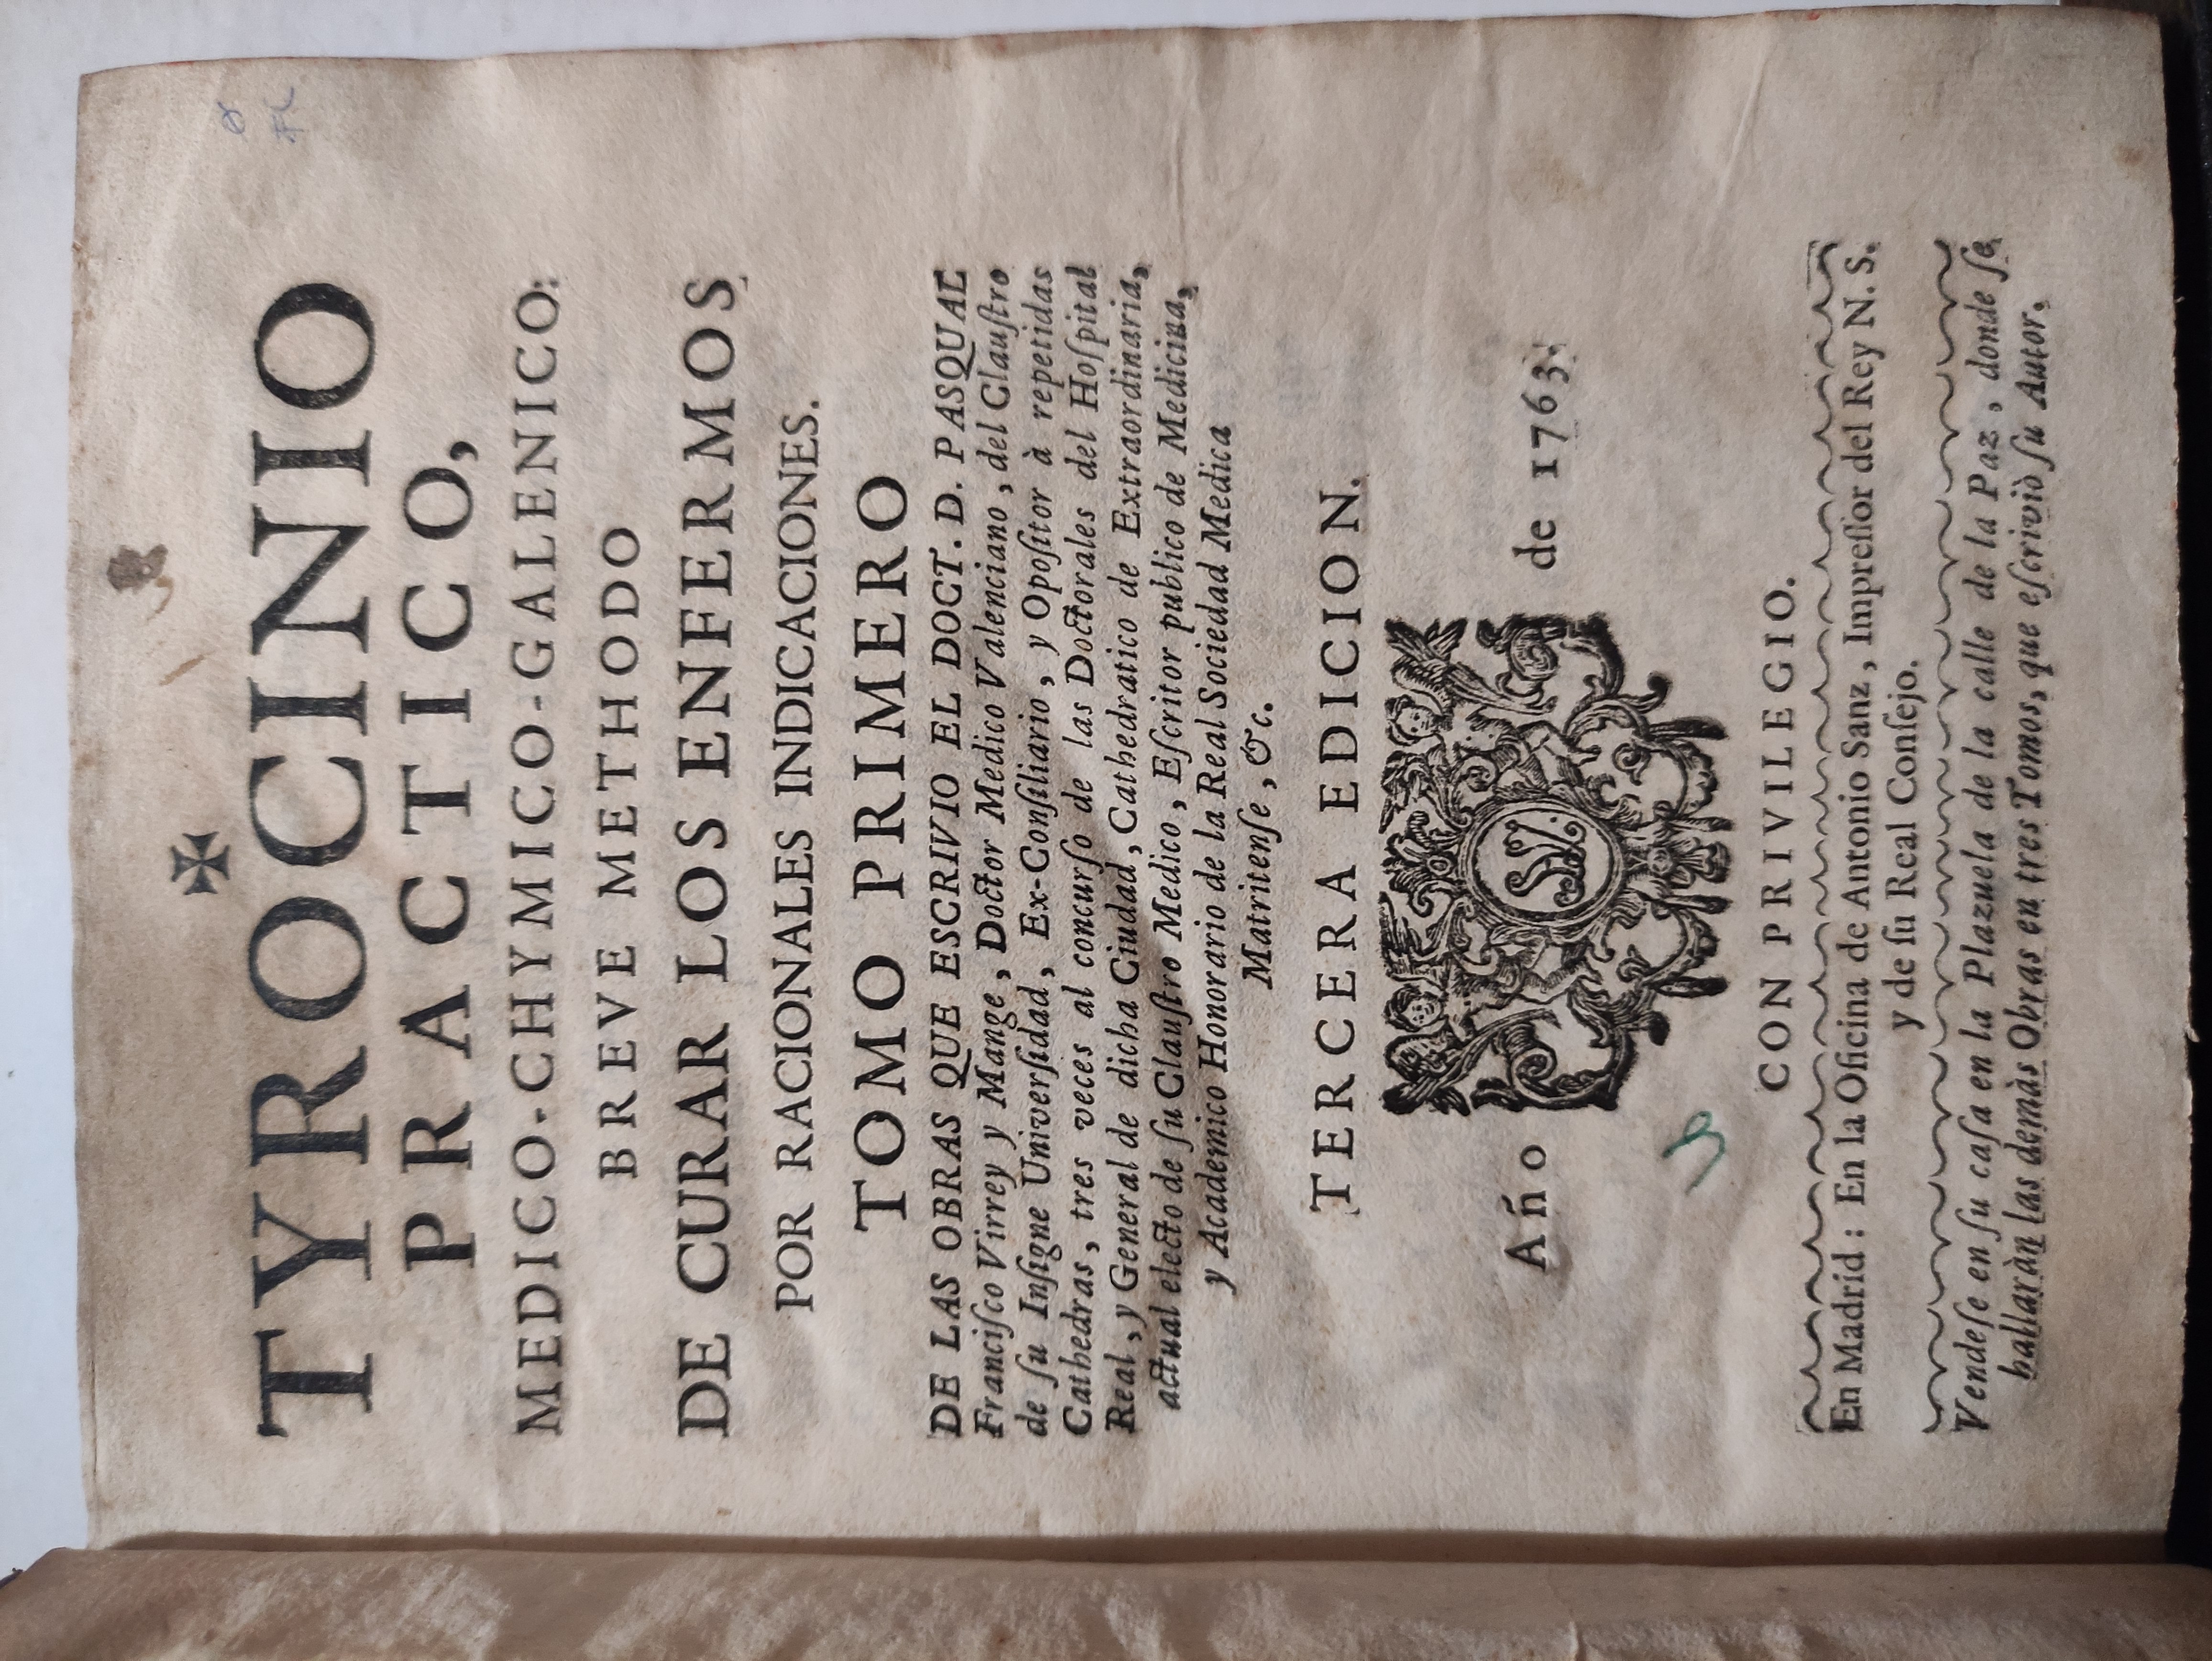 ✠
TYROCINIO
PRACTICO,
MEDICO-CHYMICO-GALENICO:
BREVE METHODO
DE CURAR LOS ENFERMOS
POR RACIONALES INDICACIONES.
TOMO PRIMERO
DE LAS OBRAS QUE ESCRIVIO EL DOCT. D. PASQUAL
Franciſco Virrey y Mange, Doctor Medico Valenciano, del Clauſtro
de ſu Inſigne Univerſidad, Ex-Conſiliario, y Opoſitor à repetidas
Cathedras, tres veces al concurſo de las Doctorales del Hoſpital
Real, y General de dicha Ciudad, Cathedratico de Extraordinaria,
actual electo de ſu Clauſtro Medico, Eſcritor publico de Medicina,
y Academico Honorario de la Real Sociedad Medica
Matritenſe, &c.
TERCERA EDICION.
Año de 1763.
CON PRIVILEGIO.
En Madrid: En la Oficina de Antonio Sanz, Impreſſor del Rey N. S.
y de ſu Real Conſejo.
Vendeſe en ſu caſa en la Plazuela de la calle de la Paz, donde ſe
hallaràn las demàs Obras en tres Tomos, que eſcriviò ſu Autor.